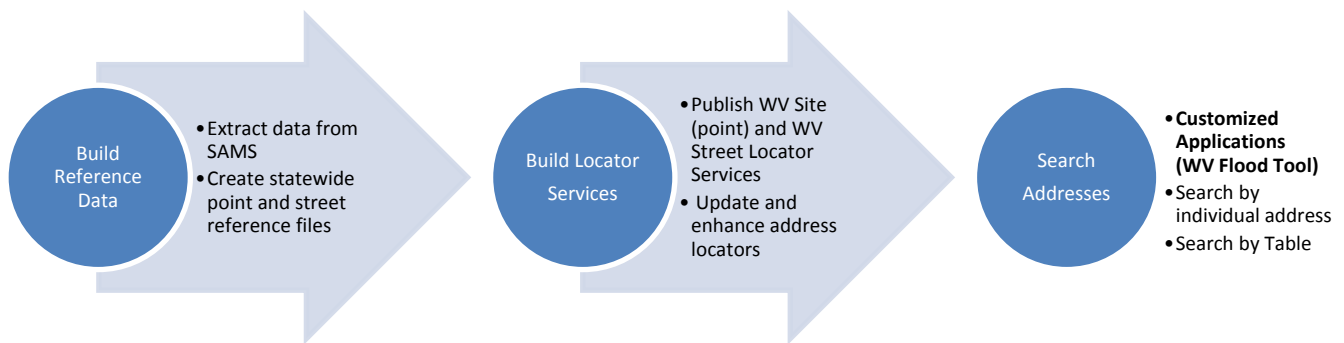 Build
Reference
Data
•Extract data from
SAMS
•Create statewide
point and street
reference files
Build Locator
Services
•Publish WV Site
(point) and WV
Street Locator
Services
• Update and
enhance address
locators
Search
Addresses
•Customized
Applications
(WV Flood Tool)
•Search by
individual address
•Search by Table